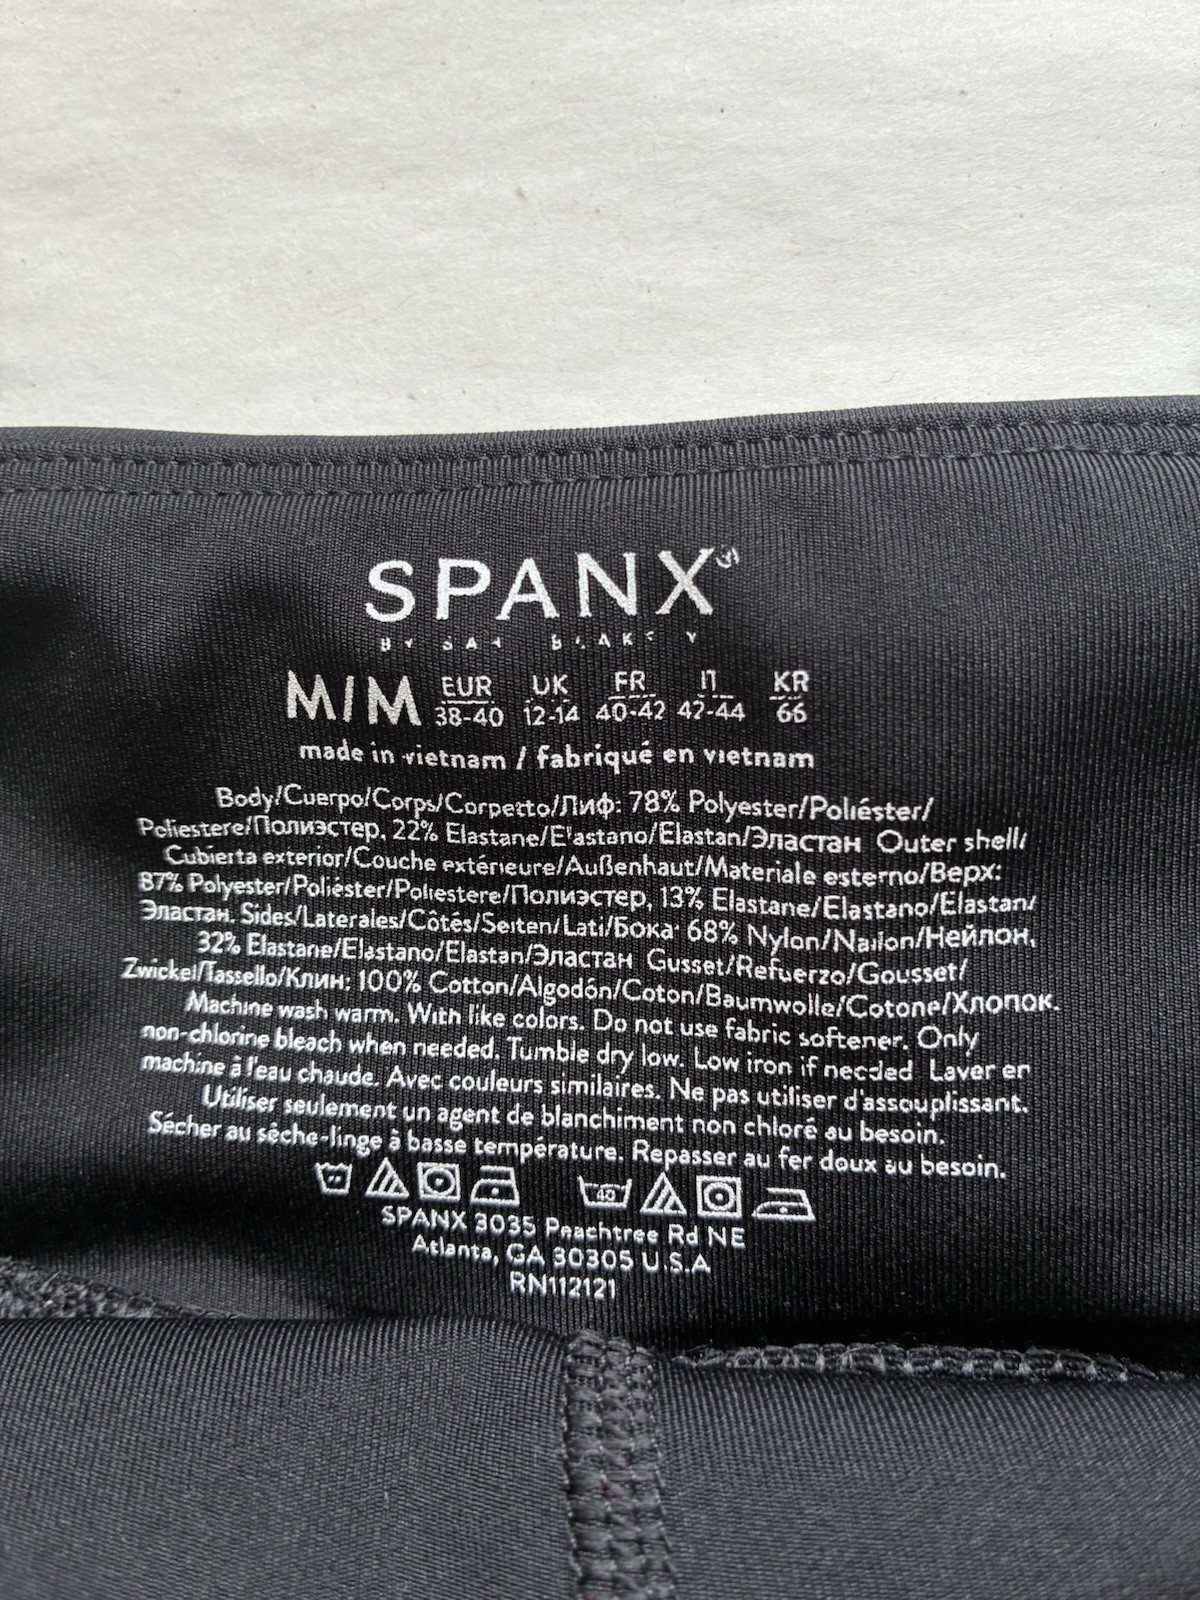 SPANX®
BY SARA BLAKELY
M/M EUR UK FR IT KR
38-40 12-14 40-42 42-44 66
made in vietnam / fabriqué en vietnam
Body/Cuerpo/Corps/Corpetto/Лиф: 78% Polyester/Poliéster/
Poliestere/Полиэстер, 22% Elastane/Elastano/Elastan/Эластан Outer shell/
Cubierta exterior/Couche extérieure/Außenhaut/Materiale esterno/Верх:
87% Polyester/Poliéster/Poliestere/Полиэстер, 13% Elastane/Elastano/Elastan/
Эластан. Sides/Laterales/Côtés/Seiten/Lati/Бока: 68% Nylon/Nailon/Нейлон,
32% Elastane/Elastano/Elastan/Эластан Gusset/Refuerzo/Gousset/
Zwickel/Tassello/Клин: 100% Cotton/Algodón/Coton/Baumwolle/Cotone/Хлопок.
Machine wash warm. With like colors. Do not use fabric softener. Only
non-chlorine bleach when needed. Tumble dry low. Low iron if needed Laver en
machine à l'eau chaude. Avec couleurs similaires. Ne pas utiliser d'assouplissant.
Utiliser seulement un agent de blanchiment non chloré au besoin.
Sécher au sèche-linge à basse température. Repasser au fer doux au besoin.
40
SPANX 3035 Peachtree Rd NE
Atlanta, GA 30305 U.S.A
RN112121